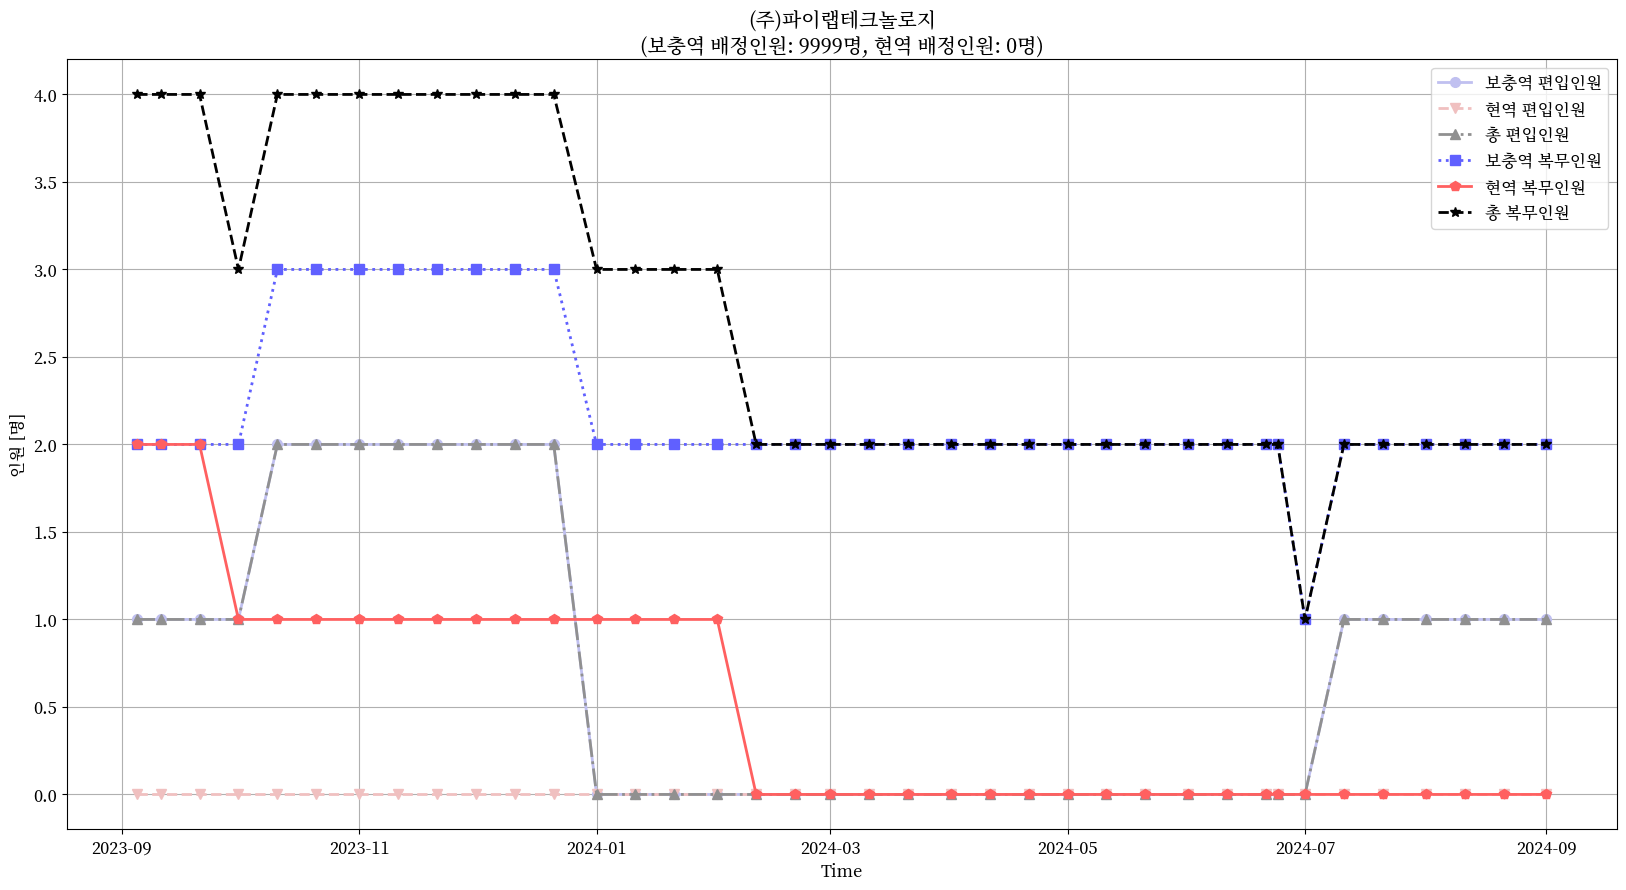 (주)파이랩테크놀로지
(보충역 배정인원: 9999명, 현역 배정인원: 0명)
보충역 편입인원
현역 편입인원
총 편입인원
보충역 복무인원
현역 복무인원
총 복무인원
4.0
3.5
3.0
2.5
2.0
1.5
1.0
0.5
0.0
인원 [명]
2023-09 2023-11 2024-01 2024-03 2024-05 2024-07 2024-09
Time